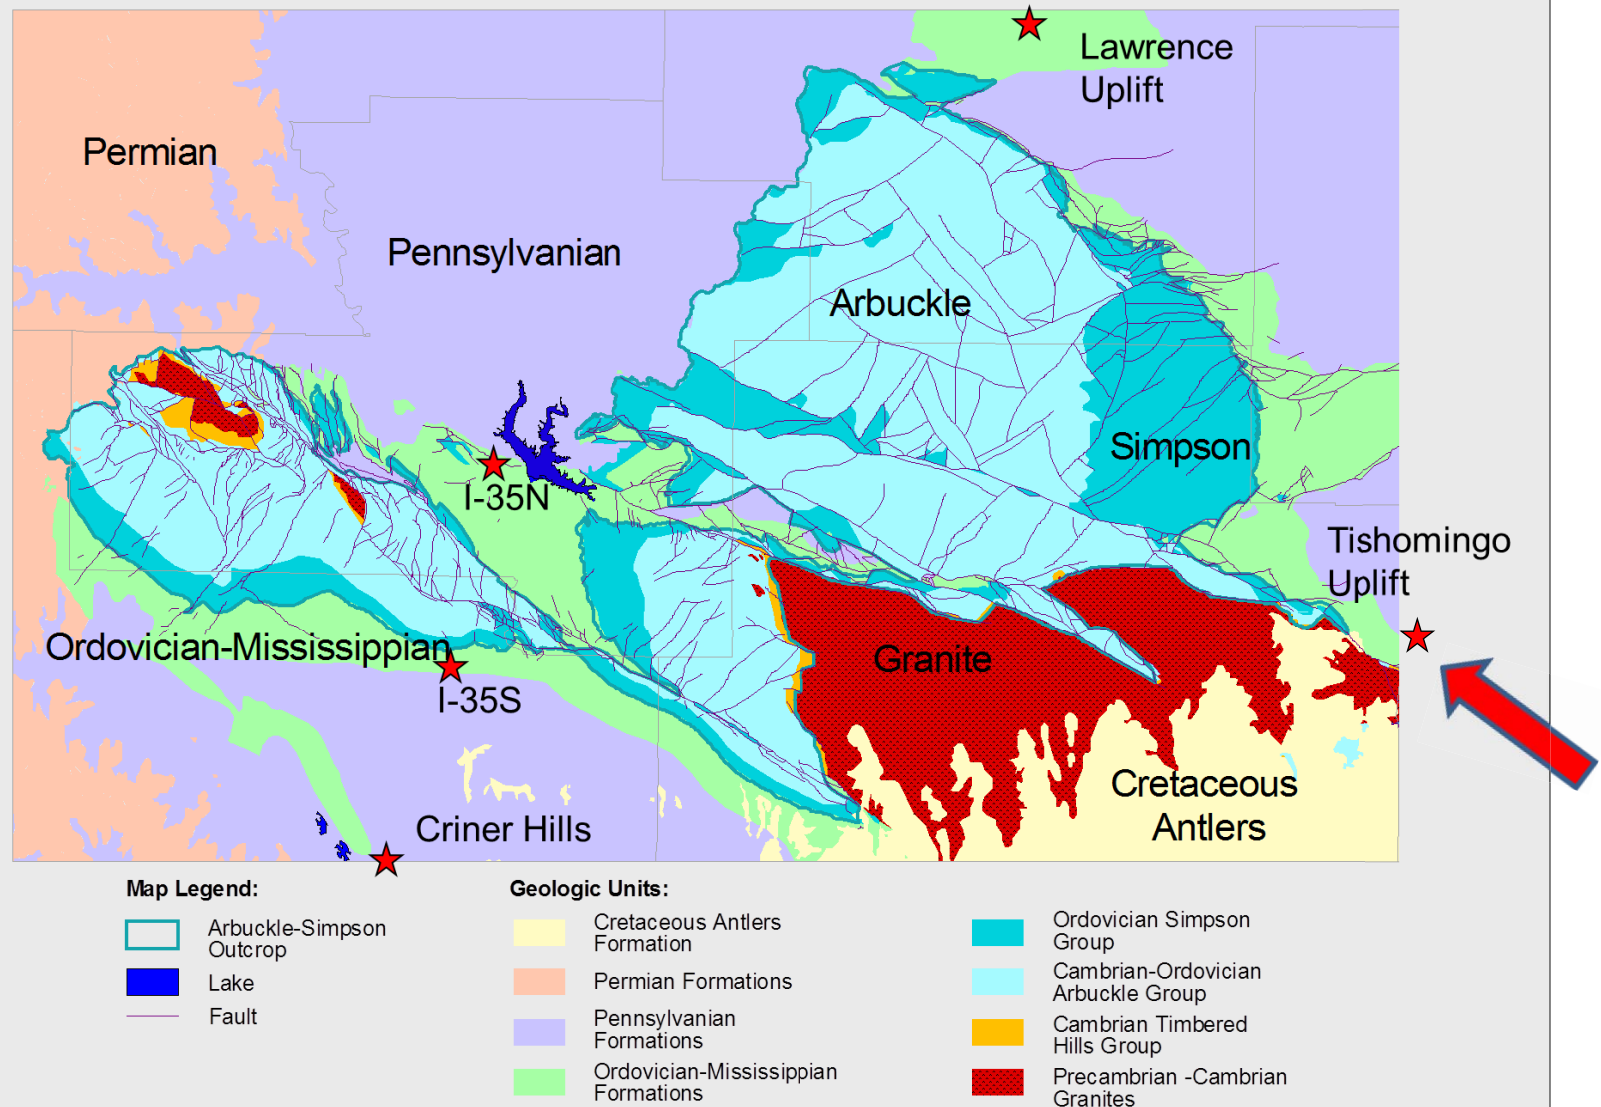 Lawrence
Uplift
Permian
Pennsylvanian
Arbuckle
Simpson
I-35N
Tishomingo
Uplift
Ordovician-Mississippian
Granite
I-35S
Cretaceous
Antlers
Criner Hills
Map Legend:
Arbuckle-Simpson
Outcrop
Lake
Fault
Geologic Units:
Cretaceous Antlers
Formation
Permian Formations
Pennsylvanian
Formations
Ordovician-Mississippian
Formations
Ordovician Simpson
Group
Cambrian-Ordovician
Arbuckle Group
Cambrian Timbered
Hills Group
Precambrian -Cambrian
Granites